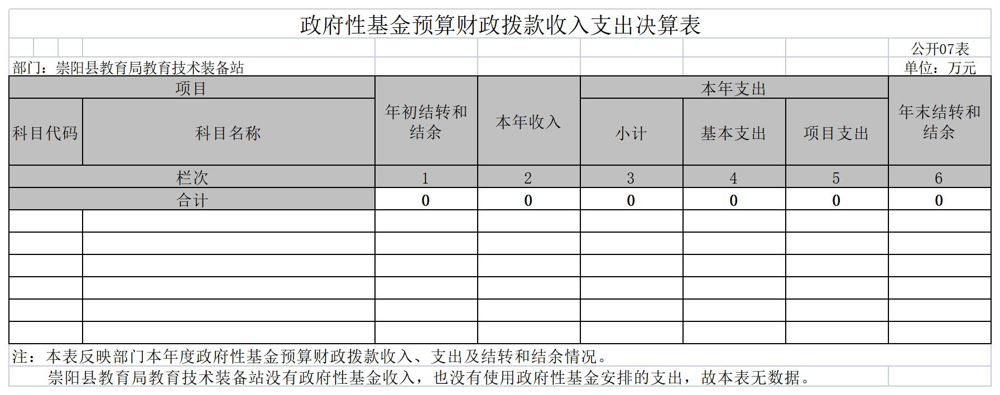 政府性基金预算财政拨款收入支出决算表
公开07表
部门：崇阳县教育局教育技术装备站
单位：万元
项目
年初结转和
结余
本年收入
本年支出
年末结转和
结余
科目代码
科目名称
小计
基本支出
项目支出
栏次 1 2 3 4 5 6
合计 0 0 0 0 0 0
注：本表反映部门本年度政府性基金预算财政拨款收入、支出及结转和结余情况。
崇阳县教育局教育技术装备站没有政府性基金收入，也没有使用政府性基金安排的支出，故本表无数据。